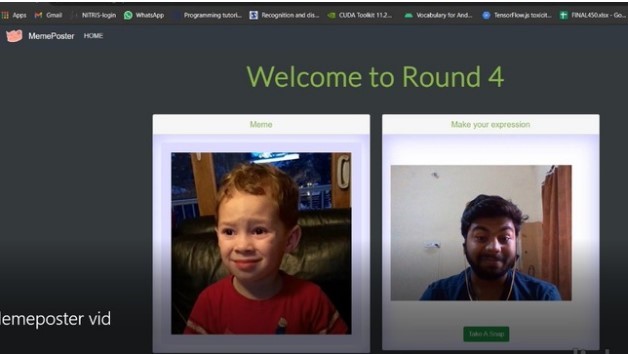 Apps Gmail NITRIS-login WhatsApp Programming tutori... Recognition and dis... CUDA Toolkit 11.2... Vocabulary for And... TensorFlow.js toxicit... FINAL450.xlsx - Go...
MemePoster HOME
Welcome to Round 4
Meme
Make your expression
Take A Snap
emeposter vid